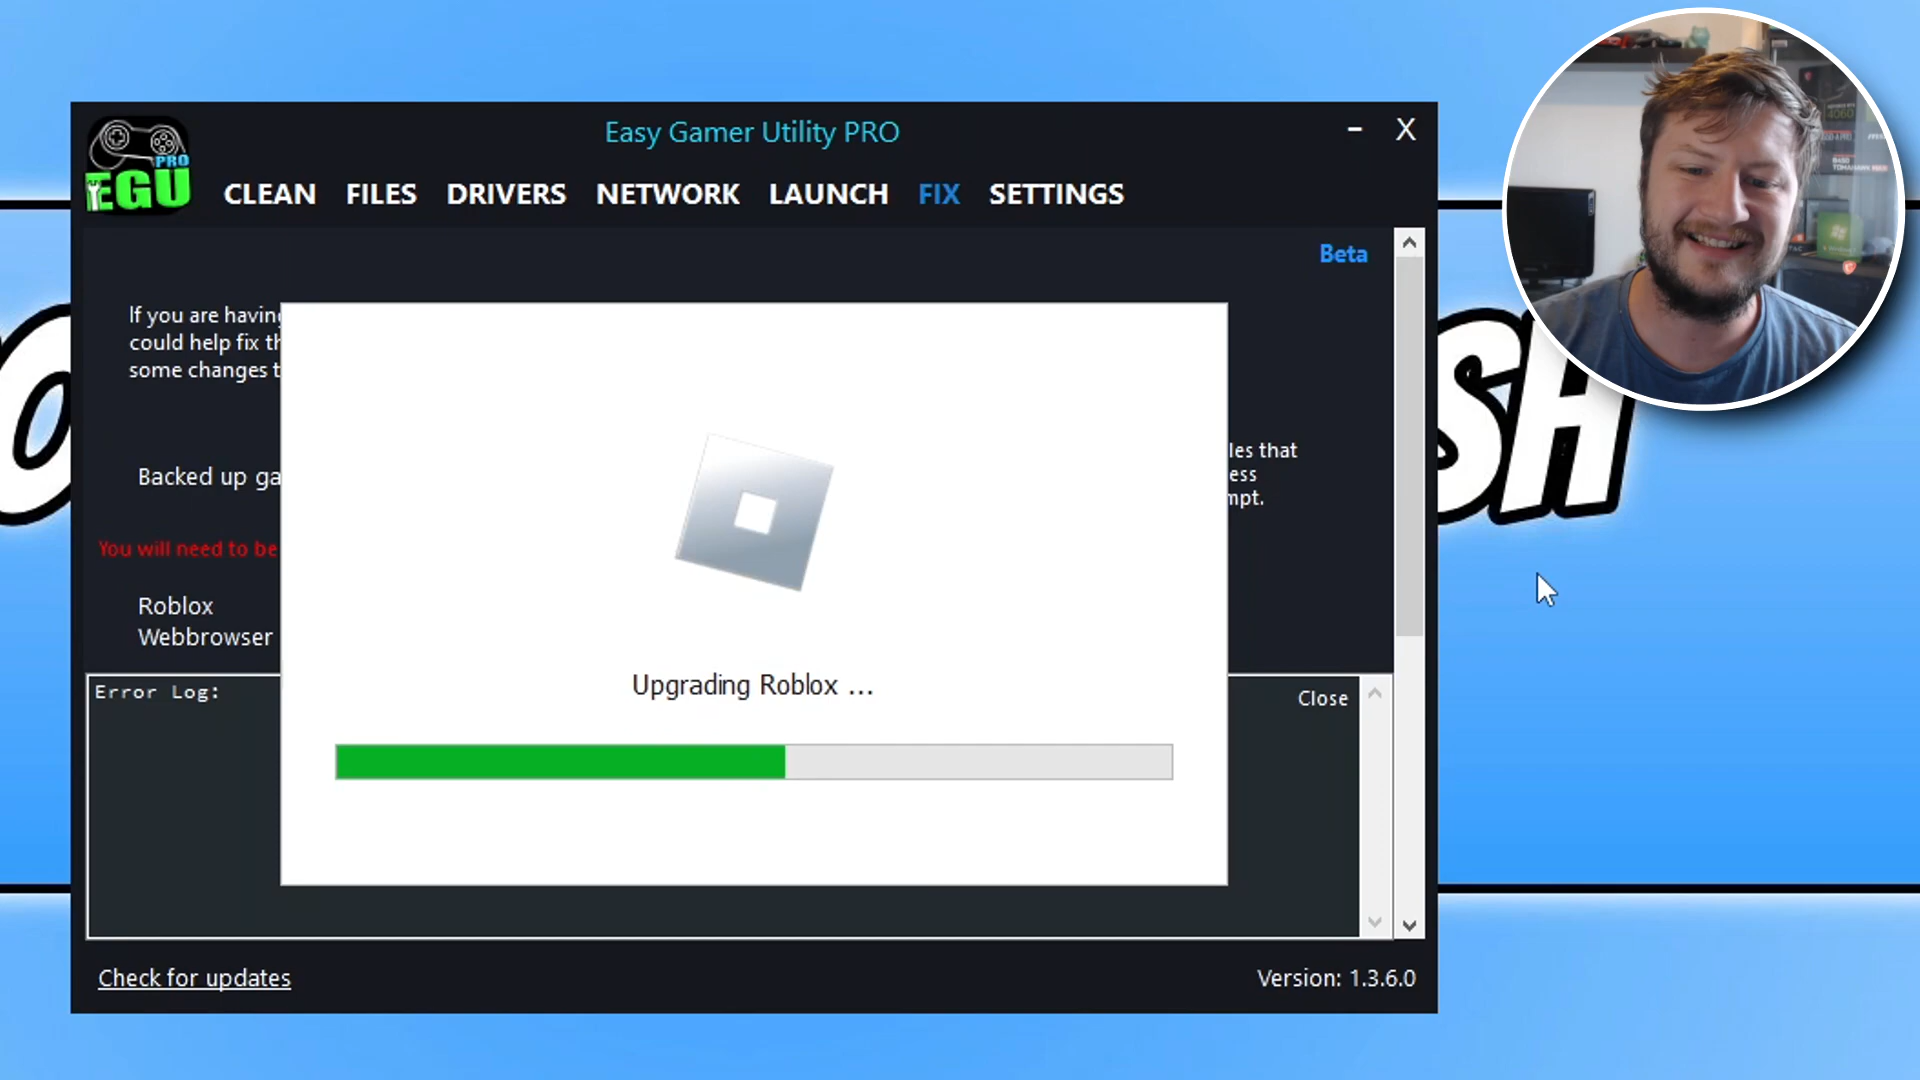 Easy Gamer Utility PRO
X
PRO
EGU
CLEAN FILES DRIVERS NETWORK LAUNCH FIX SETTINGS
Beta
If you are having
could help fix th
some changes t
les that
ess
mpt.
Backed up ga
You will need to be
Roblox
Webbrowser
Upgrading Roblox ...
Error Log:
Close
Check for updates
Version: 1.3.6.0
SH